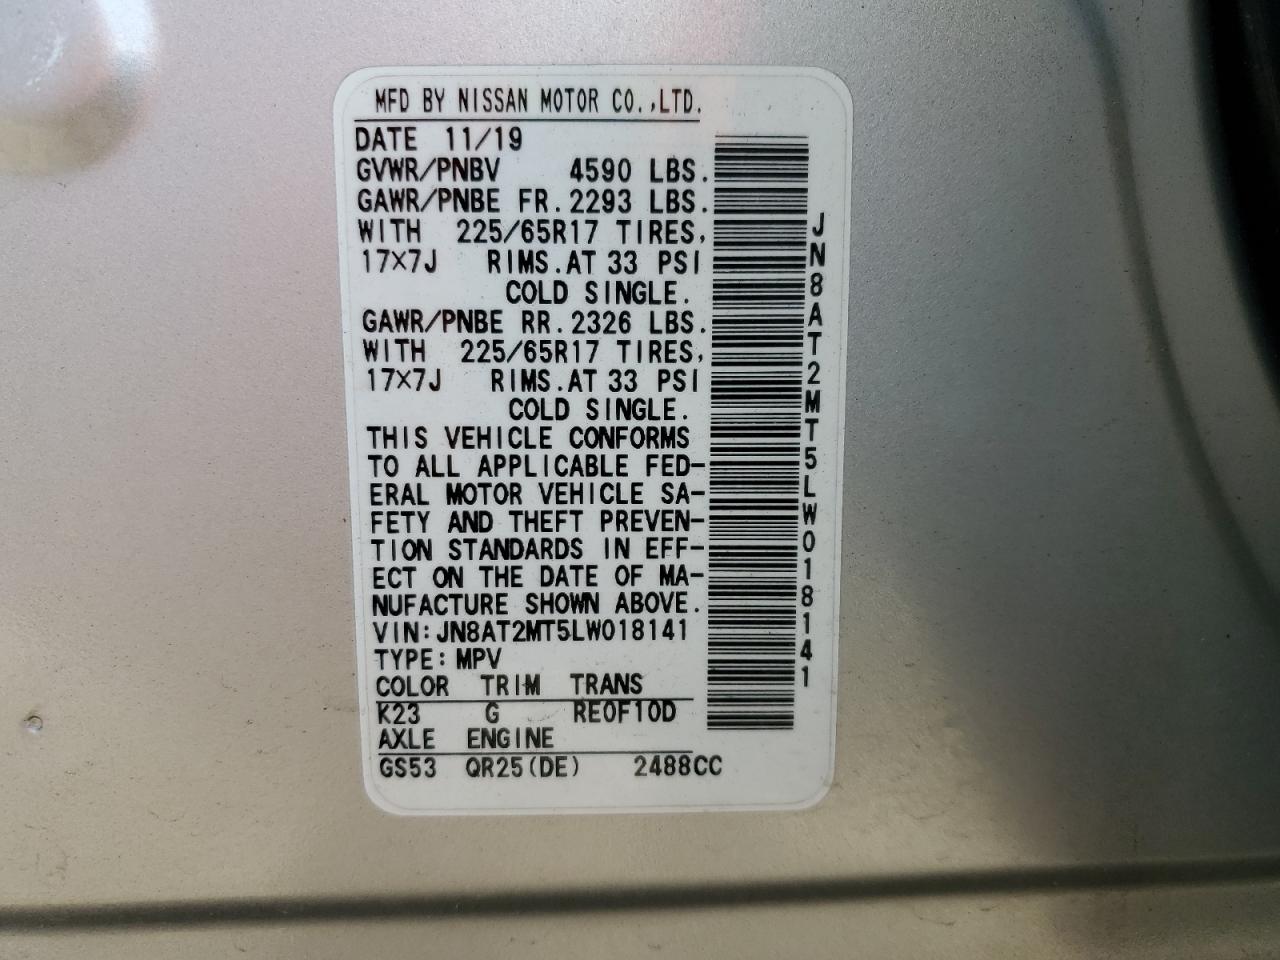 MFD BY NISSAN MOTOR CO.,LTD.
DATE 11/19
GVWR/PNBV 4590 LBS.
GAWR/PNBE FR.2293 LBS.
WITH 225/65R17 TIRES,
17×7J RIMS.AT 33 PSI
COLD SINGLE.
GAWR/PNBE RR.2326 LBS.
WITH 225/65R17 TIRES,
17×7J RIMS.AT 33 PSI
COLD SINGLE.
THIS VEHICLE CONFORMS
TO ALL APPLICABLE FED-
ERAL MOTOR VEHICLE SA-
FETY AND THEFT PREVEN-
TION STANDARDS IN EFF-
ECT ON THE DATE OF MA-
NUFACTURE SHOWN ABOVE.
VIN:JN8AT2MT5LW018141
TYPE:MPV
COLOR TRIM TRANS
K23 G RE0F10D
AXLE ENGINE
GS53 QR25(DE) 2488CC
JN8AT2MT5LW018141